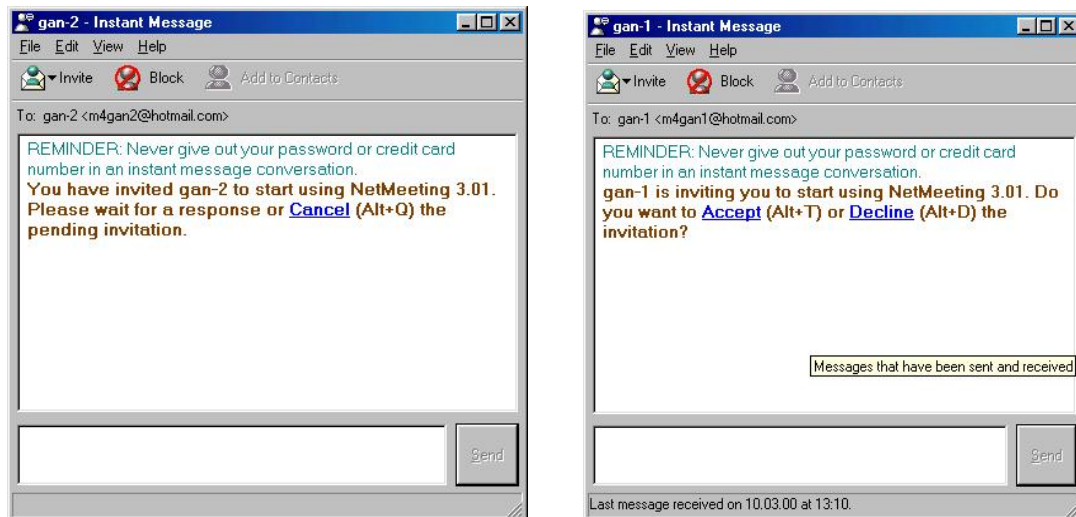 gan-2 - Instant Message
File Edit View Help
Invite Block Add to Contacts
To: gan-2 <m4gan2@hotmail.com>
REMINDER: Never give out your password or credit card
number in an instant message conversation.
You have invited gan-2 to start using NetMeeting 3.01.
Please wait for a response or Cancel (Alt+Q) the
pending invitation.
Send
gan-1 - Instant Message
File Edit View Help
Invite Block Add to Contacts
To: gan-1 <m4gan1@hotmail.com>
REMINDER: Never give out your password or credit card
number in an instant message conversation.
gan-1 is inviting you to start using NetMeeting 3.01. Do
you want to Accept (Alt+T) or Decline (Alt+D) the
invitation?
Messages that have been sent and received
Send
Last message received on 10.03.00 at 13:10.